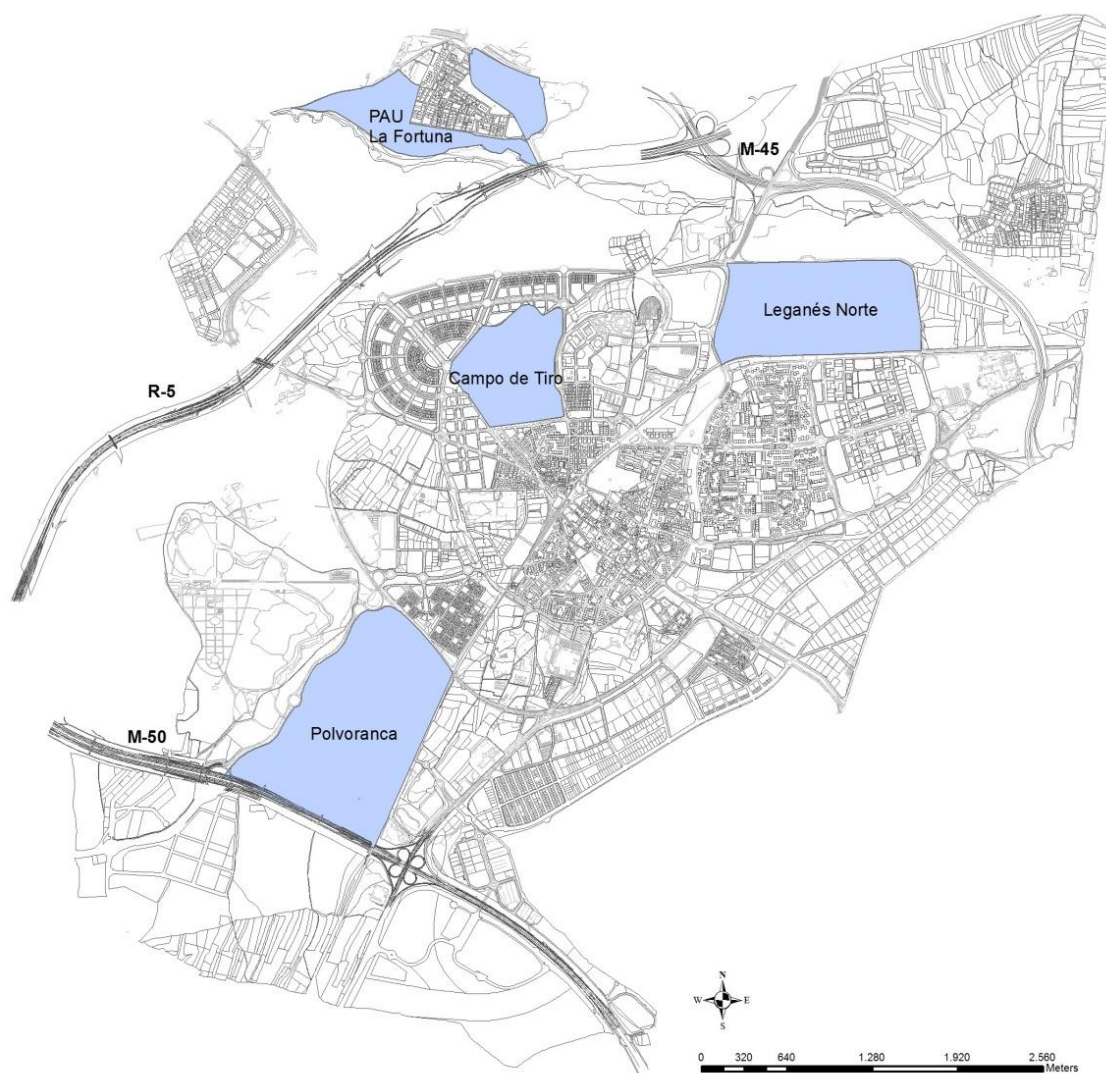 PAU
La Fortuna
M-45
Leganés Norte
Campo de Tiro
R-5
Polvoranca
M-50
N
W E
S
0 320 640 1.280 1.920 2.560
Meters